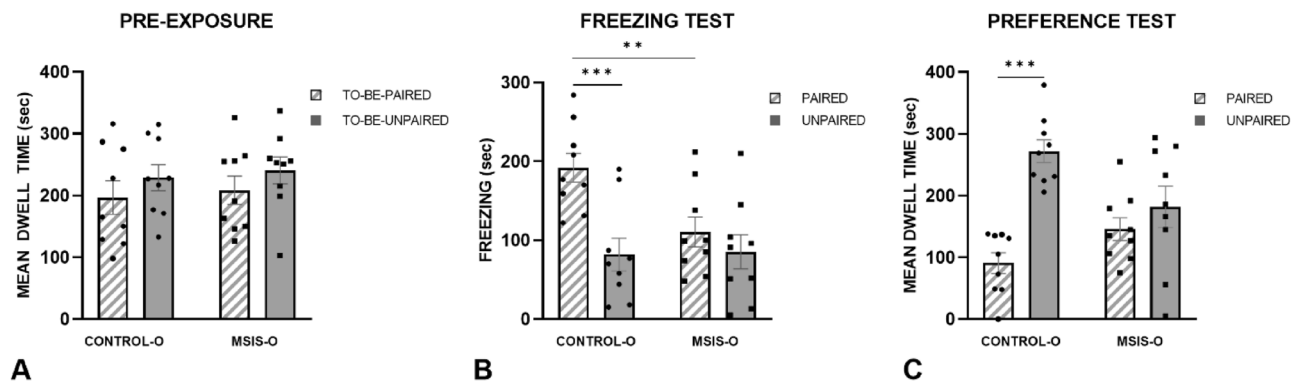 PRE-EXPOSURE
400
300
200
100
0
MEAN DWELL TIME (sec)
TO-BE-PAIRED
TO-BE-UNPAIRED
CONTROL-O
MSIS-O
A
FREEZING TEST
**
***
300
200
100
0
FREEZING (sec)
PAIRED
UNPAIRED
CONTROL-O
MSIS-O
B
PREFERENCE TEST
***
400
300
200
100
0
MEAN DWELL TIME (sec)
PAIRED
UNPAIRED
CONTROL-O
MSIS-O
C